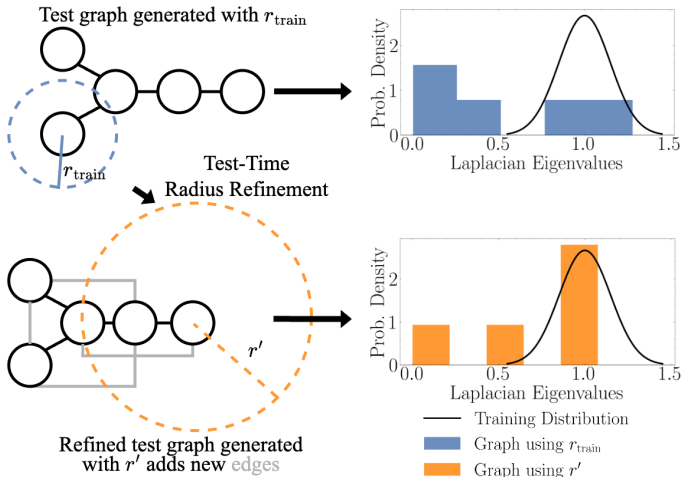 Test graph generated with r_train
r_train
Prob. Density
2
1
0
0.0 0.5 1.0 1.5
Laplacian Eigenvalues
Test-Time
Radius Refinement
r′
Prob. Density
2
1
0
0.0 0.5 1.0 1.5
Laplacian Eigenvalues
Refined test graph generated
with r′ adds new edges
Training Distribution
Graph using r_train
Graph using r′